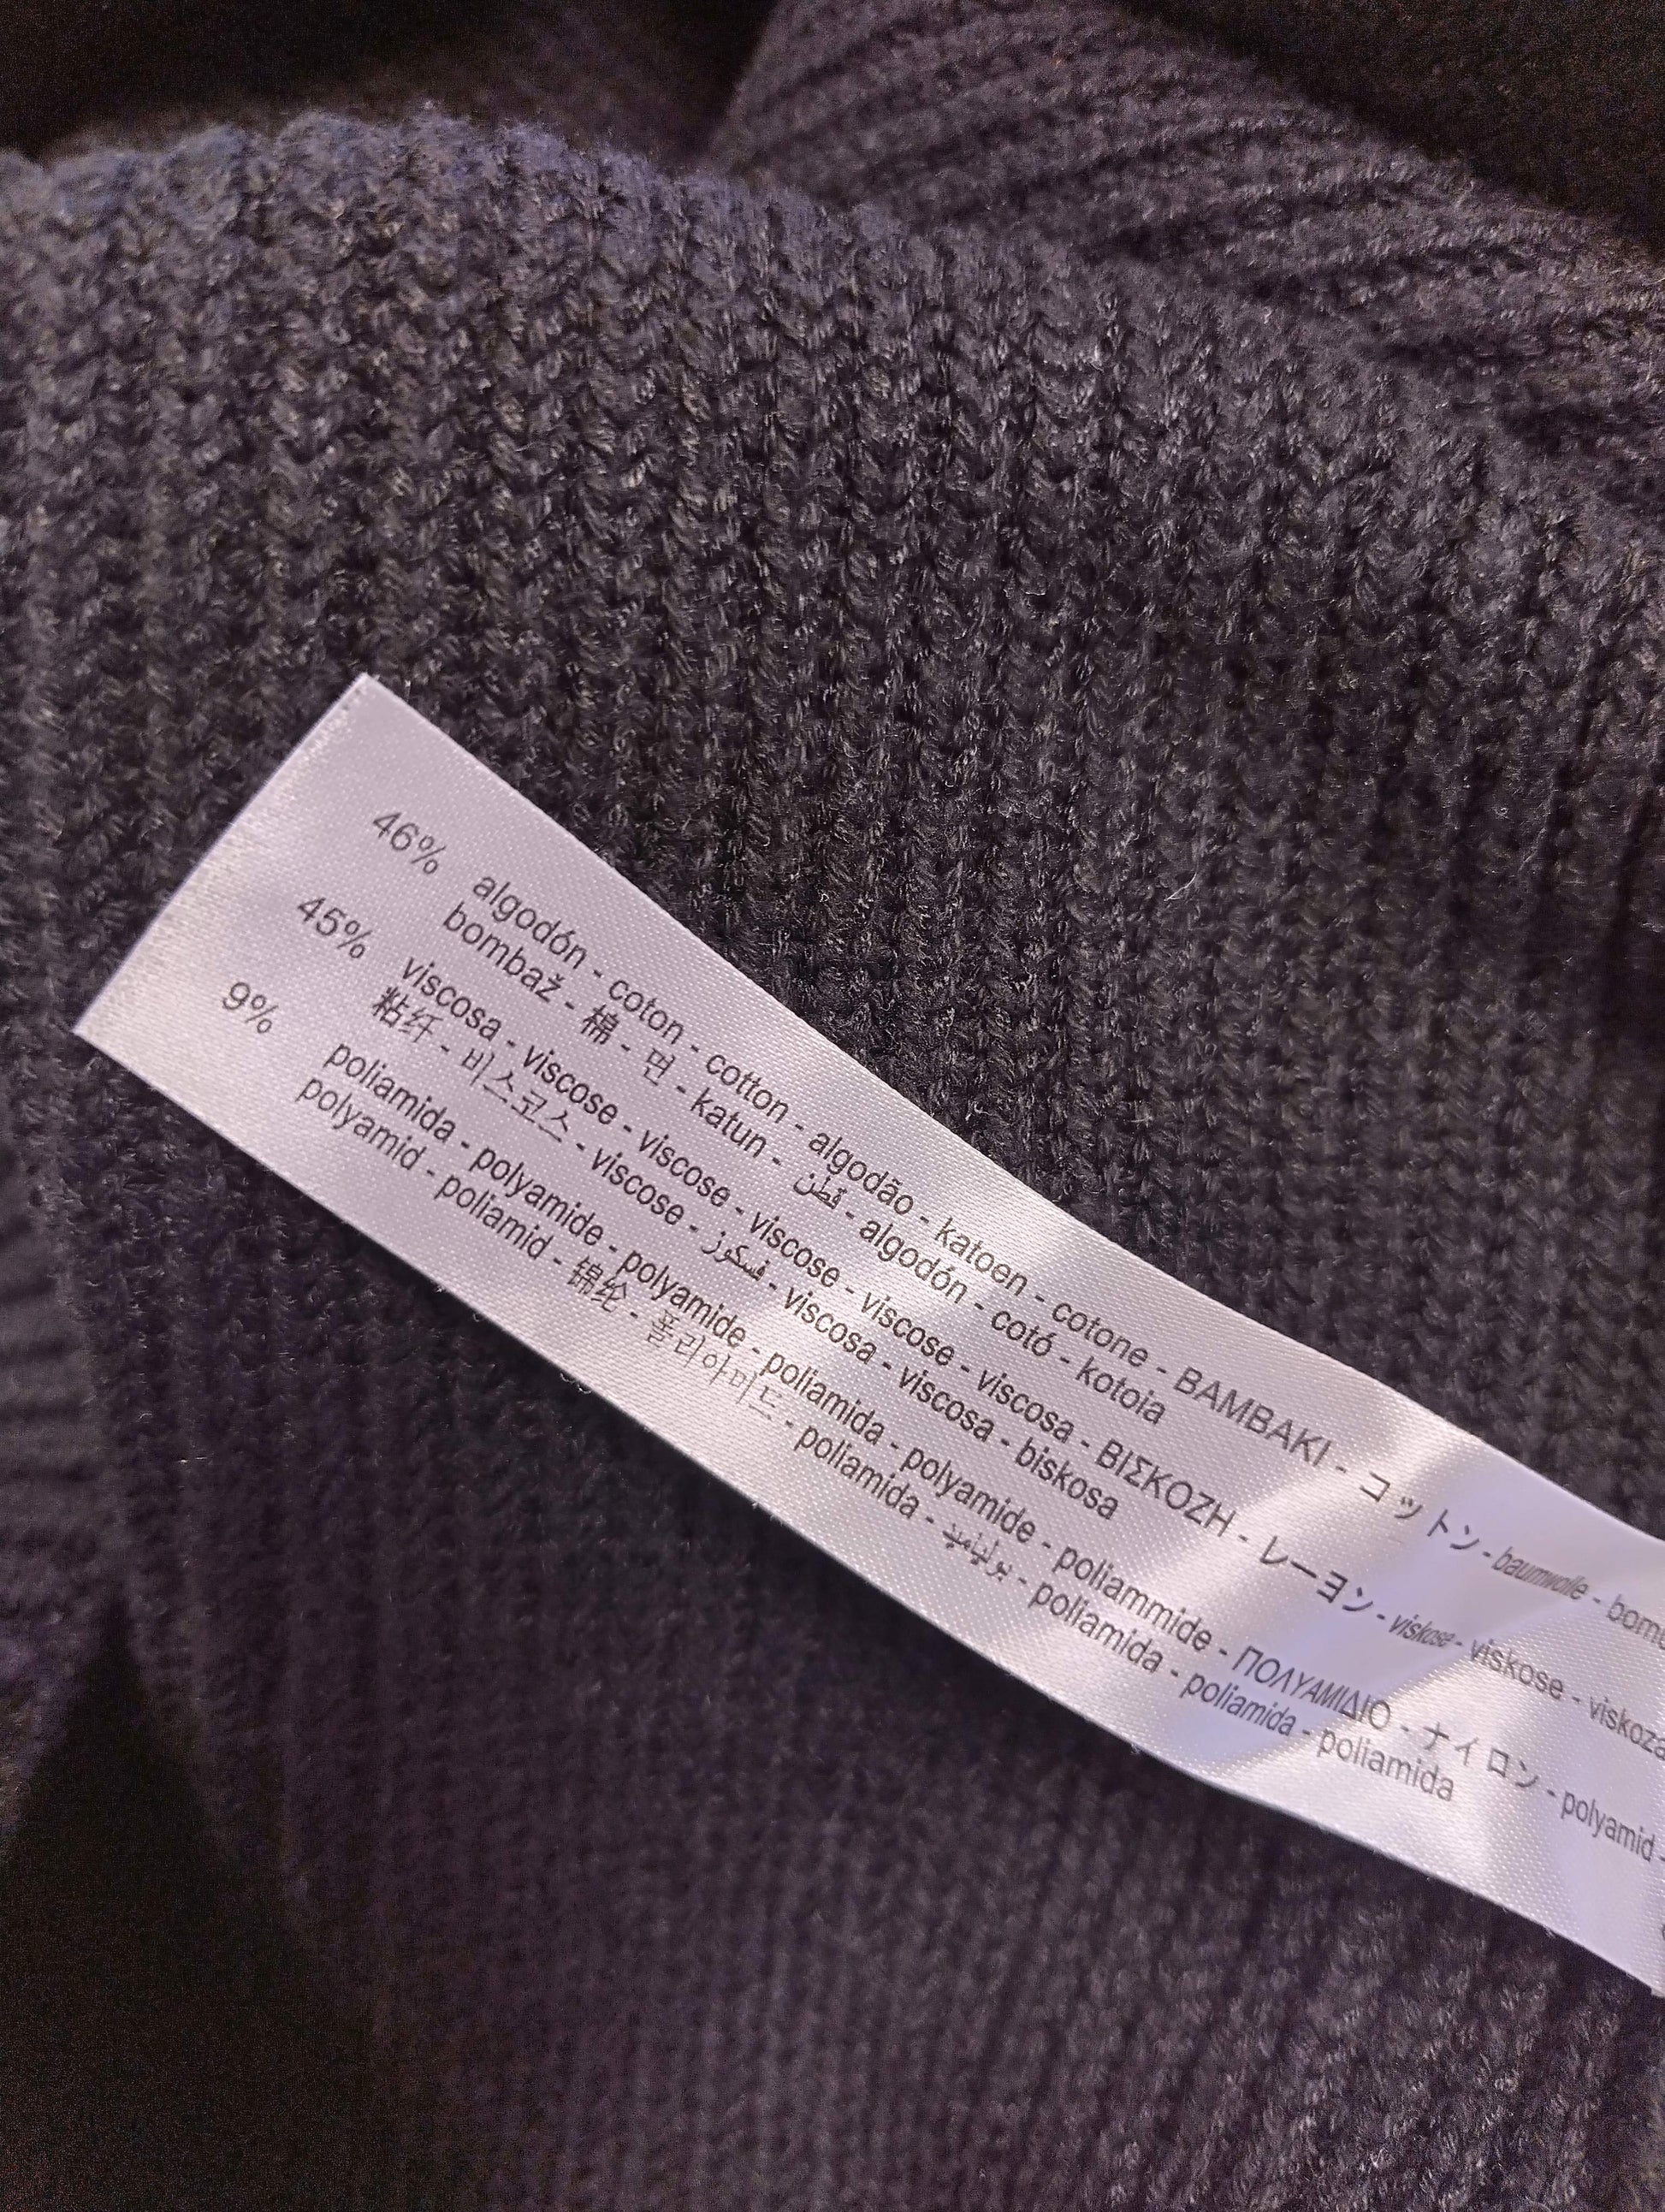 46% algodón - coton - cotton - algodão - katoen - cotone - ΒΑΜΒΑΚΙ - コットン - baumwolle -
bombaž - 棉 - 면 - katun - قطن - algodón - cotó - kotoia
45% viscosa - viscose - viscose - viscose - viscose - viscosa - ΒΙΣΚΟΖΗ - レーヨン - viskose - viskose - viskoza
粘纤 - 비스코스 - viscose - فسكوز - viscosa - viscosa - biskosa
9% poliamida - polyamide - polyamide - poliamida - polyamide - poliammide - ΠΟΛΥΑΜΙΔΙΟ - ナイロン - polyamid -
polyamid - poliamid - 锦纶 - 폴리아미드 - poliamida - بوليأميد - poliamida - poliamida - poliamida